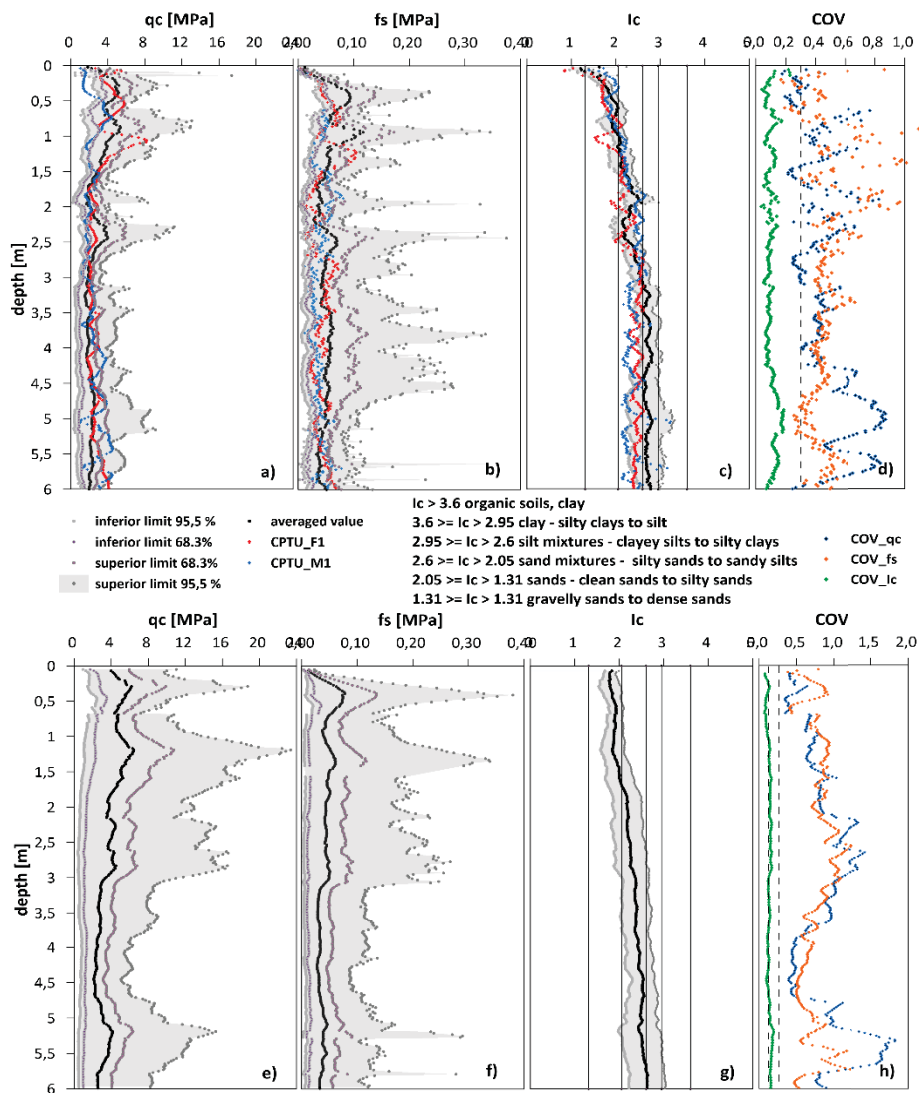 qc [MPa] fs [MPa] Ic COV
0 4 10 16 22
0,00 0,10 0,20 0,30 0,40
0 1 2 3 4 5
0,0 0,2 0,4 0,6 0,8 1,0
depth [m]
0
0,5
1
1,5
2
2,5
3
3,5
4
4,5
5
5,5
6
a) b) c) d)
inferior limit 95,5 %
inferior limit 68.3%
superior limit 68.3%
superior limit 95,5 %
averaged value
CPTU_F1
CPTU_M1
Ic > 3.6 organic soils, clay
3.6 >= Ic > 2.95 clay - silty clays to silt
2.95 >= Ic > 2.6 silt mixtures - clayey silts to silty clays
2.6 >= Ic > 2.05 sand mixtures - silty sands to sandy silts
2.05 >= Ic > 1.31 sands - clean sands to silty sands
1.31 >= Ic > 1.31 gravelly sands to dense sands
COV_qc
COV_fs
COV_Ic
qc [MPa] fs [MPa] Ic COV
0 4 10 16 22
0,00 0,10 0,20 0,30 0,40
0 1 2 3 4
0,0 0,5 1,0 1,5 2,0
depth [m]
0
0,5
1
1,5
2
2,5
3
3,5
4
4,5
5
5,5
6
e) f) g) h)